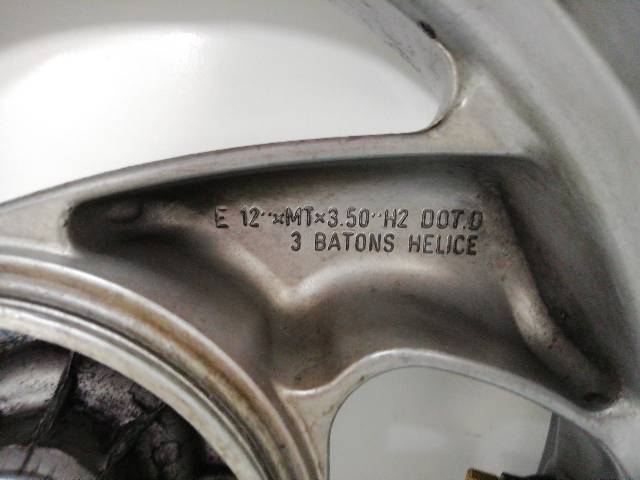 E 12"×MT×3.50"H2 DOT.D
3 BATONS HELICE